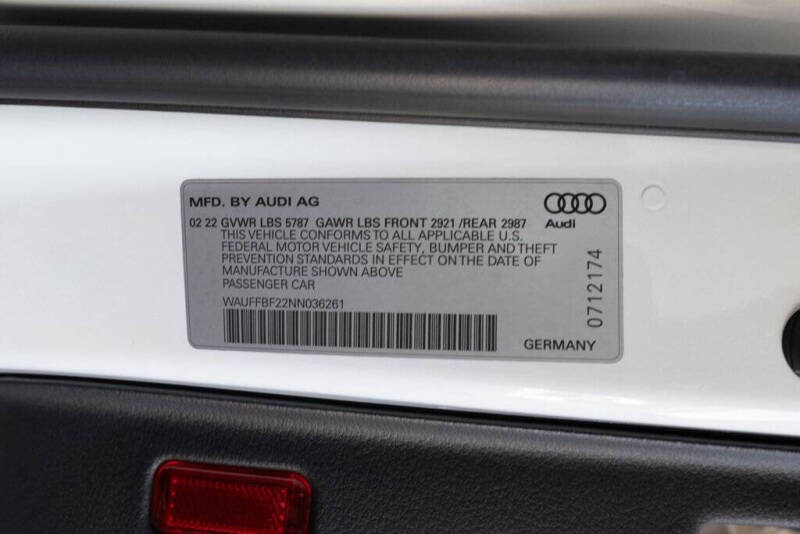 MFD. BY AUDI AG
02 22 GVWR LBS 5787 GAWR LBS FRONT 2921 /REAR 2987
THIS VEHICLE CONFORMS TO ALL APPLICABLE U.S.
FEDERAL MOTOR VEHICLE SAFETY, BUMPER AND THEFT
PREVENTION STANDARDS IN EFFECT ON THE DATE OF
MANUFACTURE SHOWN ABOVE
PASSENGER CAR
WAUFFBF22NN036261
Audi
0712174
GERMANY